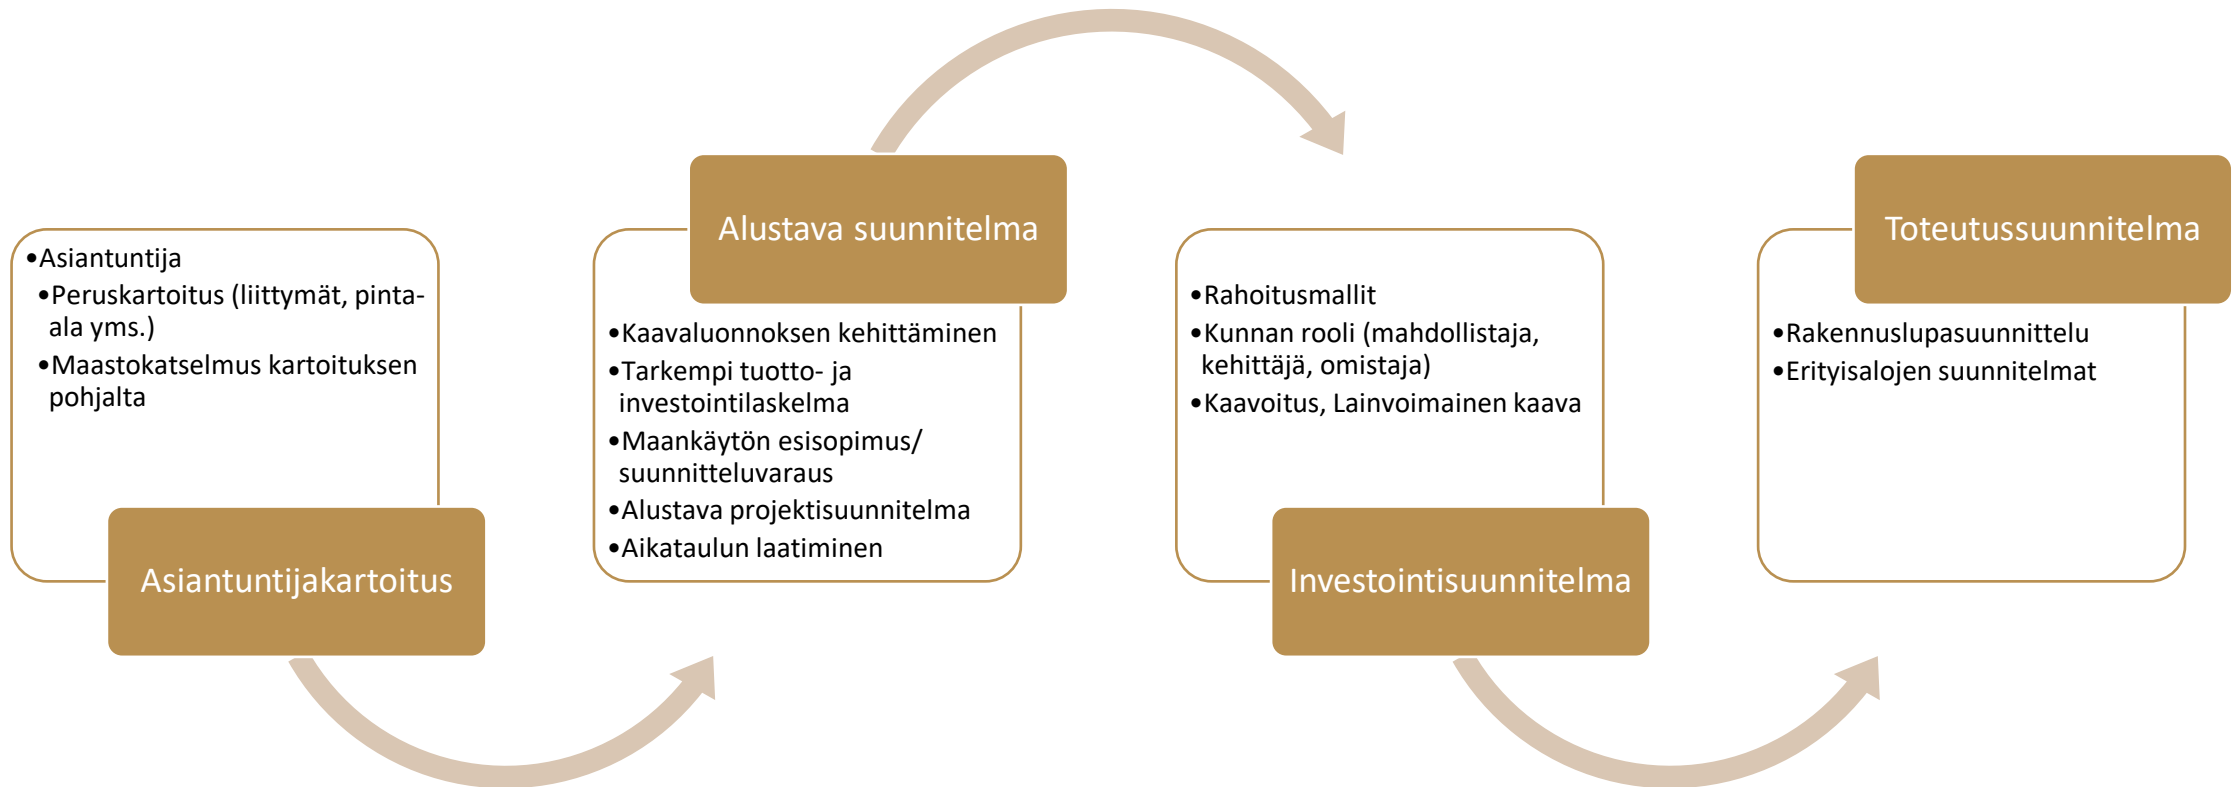 •Asiantuntija
•Peruskartoitus (liittymät, pinta-
ala yms.)
•Maastokatselmus kartoituksen
pohjalta
Asiantuntijakartoitus
Alustava suunnitelma
•Kaavaluonnoksen kehittäminen
•Tarkempi tuotto- ja
investointilaskelma
•Maankäytön esisopimus/
suunnitteluvaraus
•Alustava projektisuunnitelma
•Aikataulun laatiminen
•Rahoitusmallit
•Kunnan rooli (mahdollistaja,
kehittäjä, omistaja)
•Kaavoitus, Lainvoimainen kaava
Investointisuunnitelma
Toteutussuunnitelma
•Rakennuslupasuunnittelu
•Erityisalojen suunnitelmat